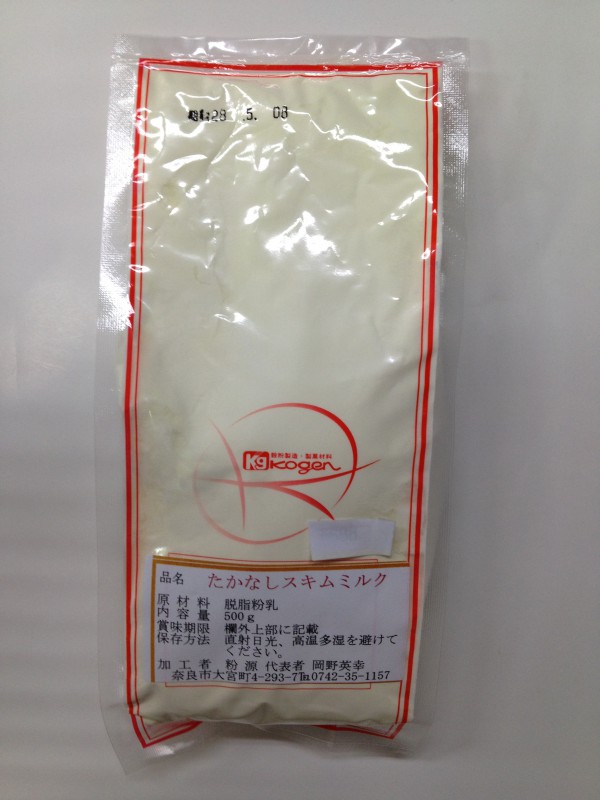 28 .5. 08
穀粉製造・製菓材料
Kg Kogen
品名 たかなしスキムミルク
原材料 脱脂粉乳
内容量 500g
賞味期限 欄外上部に記載
保存方法 直射日光、高温多湿を避けて
ください。
加工者 粉源 代表者 岡野英幸
奈良市大宮町4-293-7℡0742-35-1157